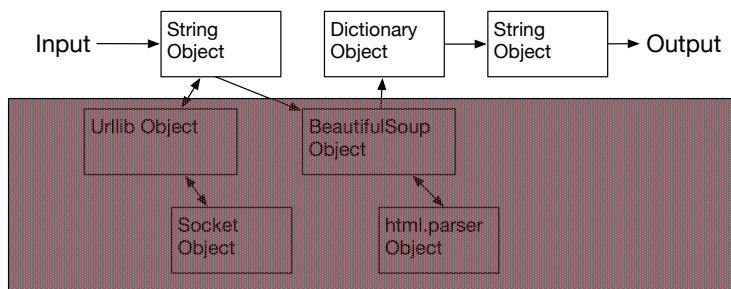 Input
String
Object
Dictionary
Object
String
Object
Output
Urllib Object
BeautifulSoup
Object
Socket
Object
html.parser
Object